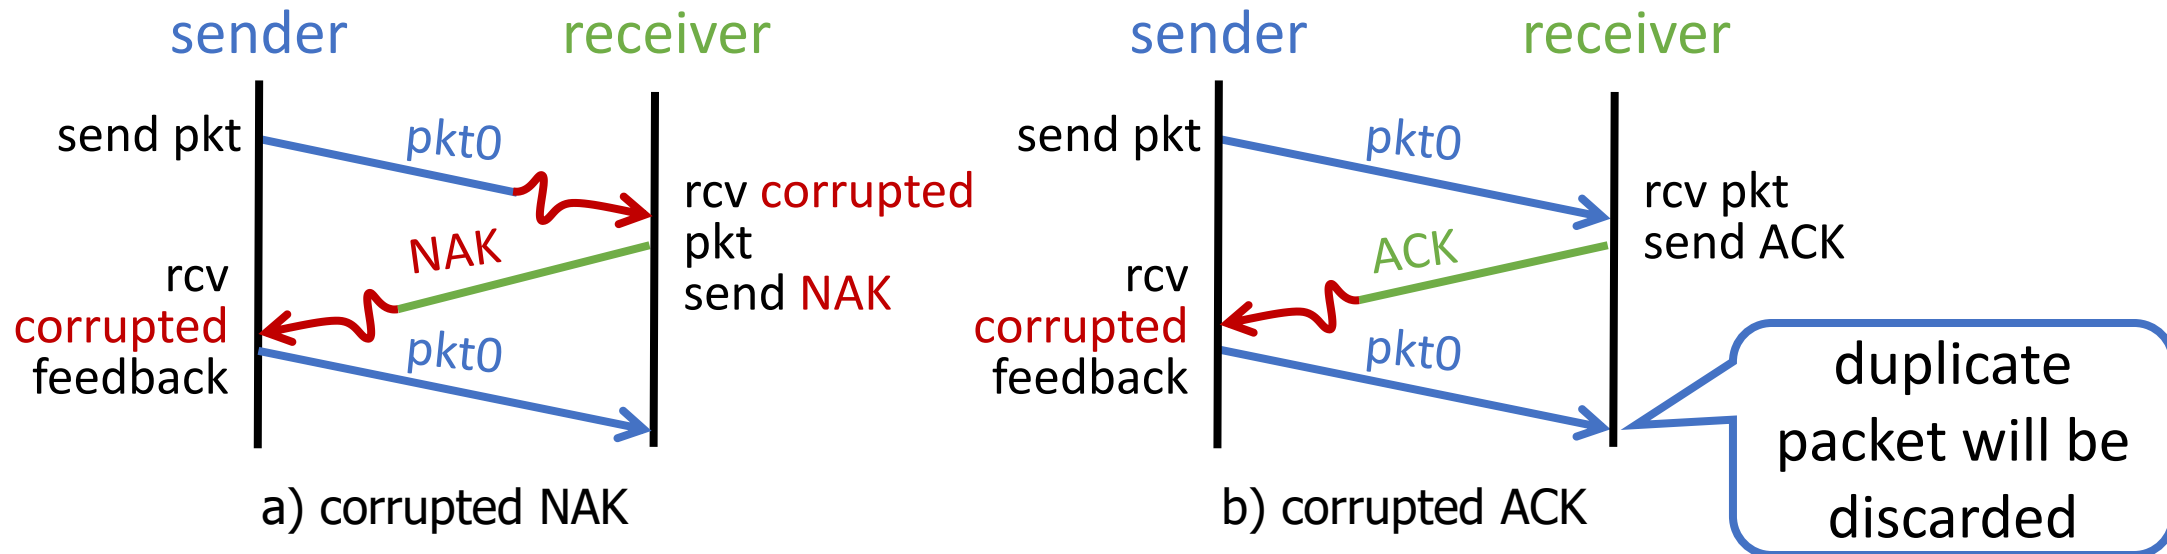 sender
receiver
send pkt
pkt0
rcv corrupted
pkt
send NAK
NAK
rcv
corrupted
feedback
pkt0
a) corrupted NAK
sender
receiver
send pkt
pkt0
rcv pkt
send ACK
ACK
rcv
corrupted
feedback
pkt0
duplicate
packet will be
discarded
b) corrupted ACK